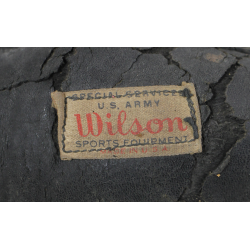 SPECIAL SERVICES
U.S. ARMY
Wilson
SPORTS EQUIPMENT